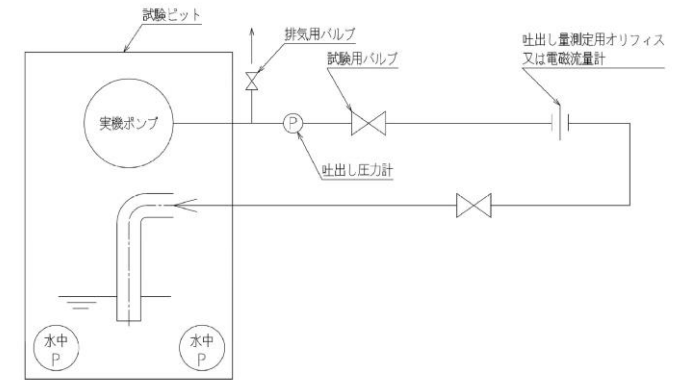 試験ピット
排気用バルブ
試験用バルブ
吐出し量測定用オリフィス
又は電磁流量計
実機ポンプ
P
吐出し圧力計
水中
P
水中
P